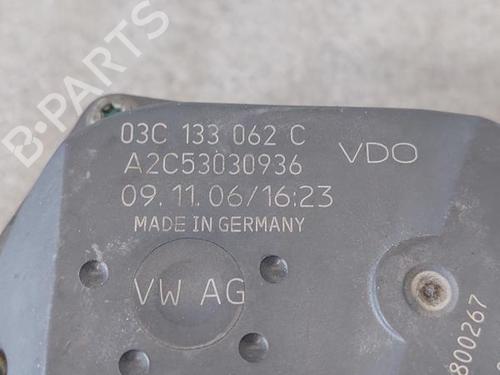 B-PARTS
03C 133 062 C
A2C53030936
VDO
09.11.06/16:23
MADE IN GERMANY
VW AG
800267